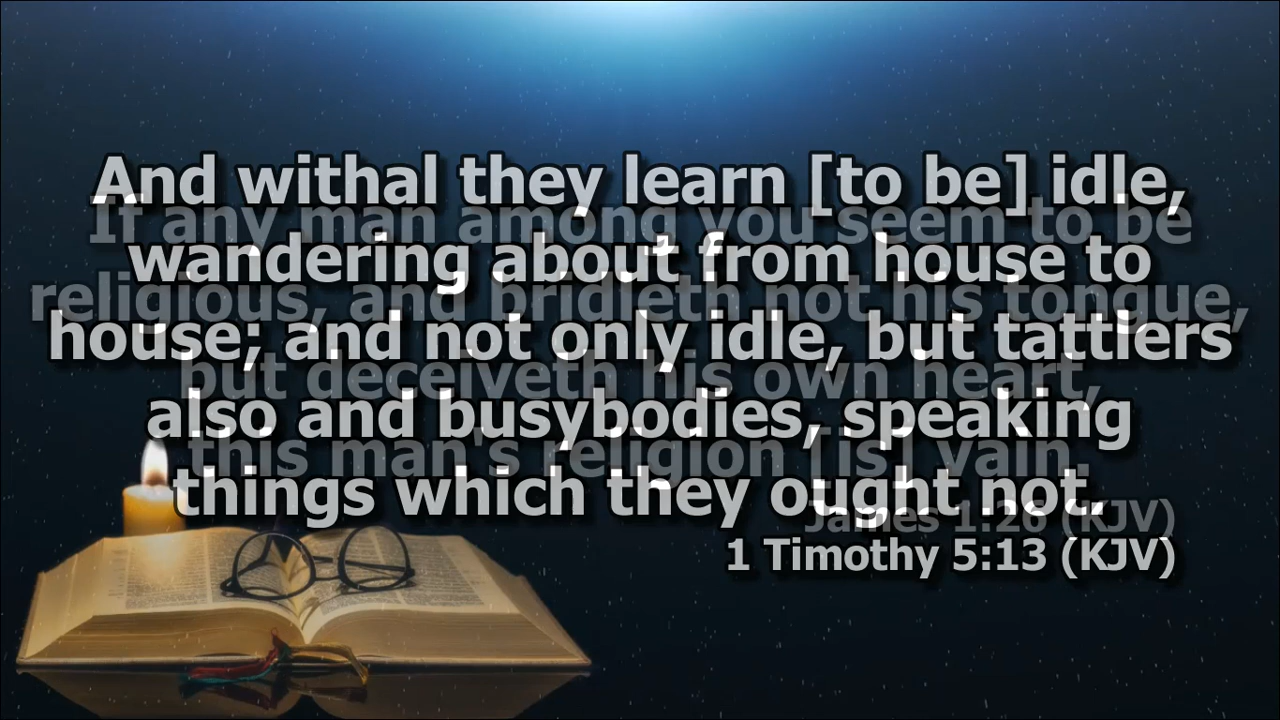 And withal they learn [to be] idle,
wandering about from house to
house; and not only idle, but tattlers
also and busybodies, speaking
things which they ought not.
1 Timothy 5:13 (KJV)
If any man among you seem to be
religious, and bridleth not his tongue,
but deceiveth his own heart,
this man's religion [is] vain.
James 1:26 (KJV)